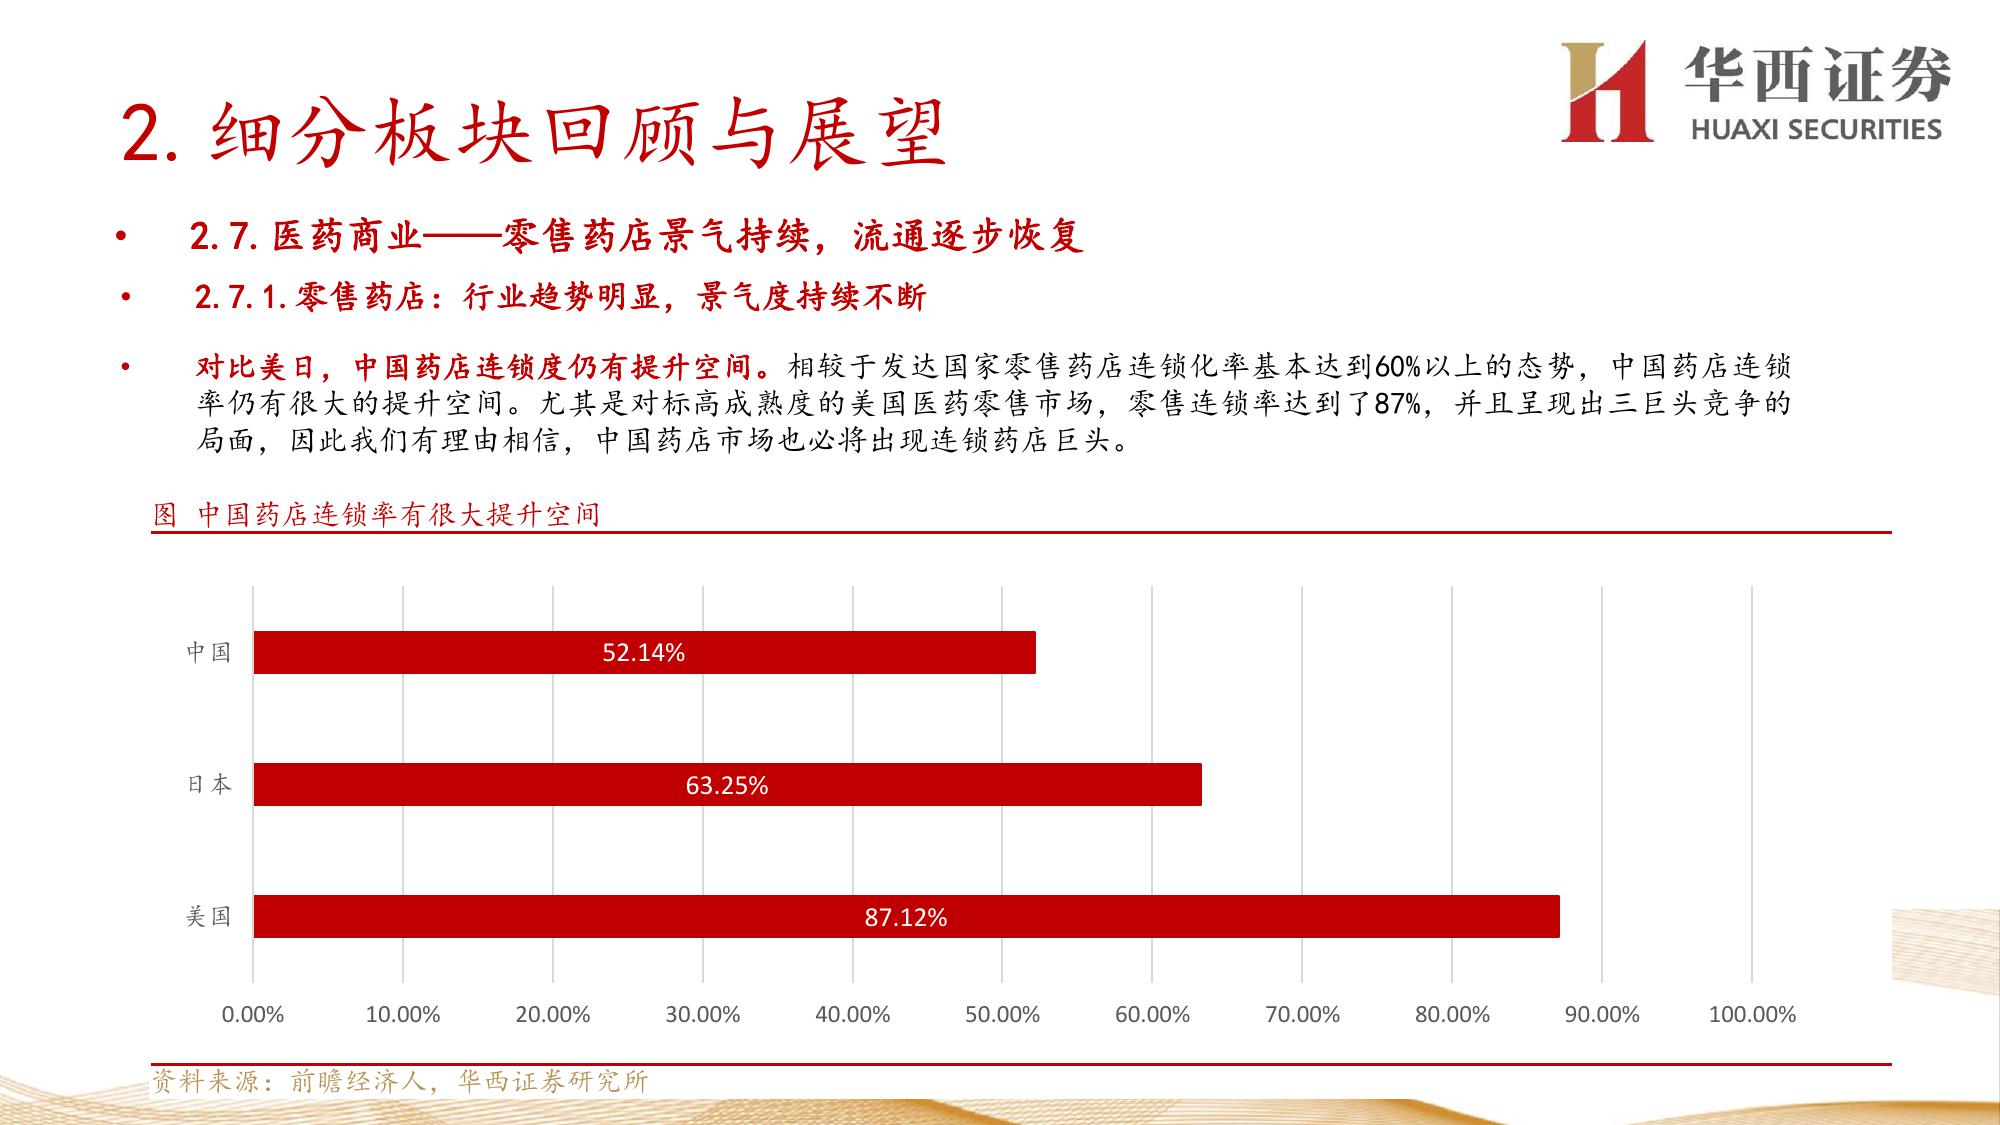 华西证券
HUAXI SECURITIES
2. 细分板块回顾与展望
• 2.7. 医药商业——零售药店景气持续，流通逐步恢复
• 2.7.1.零售药店：行业趋势明显，景气度持续不断
• 对比美日，中国药店连锁度仍有提升空间。相较于发达国家零售药店连锁化率基本达到60%以上的态势，中国药店连锁
率仍有很大的提升空间。尤其是对标高成熟度的美国医药零售市场，零售连锁率达到了87%，并且呈现出三巨头竞争的
局面，因此我们有理由相信，中国药店市场也必将出现连锁药店巨头。
图 中国药店连锁率有很大提升空间
中国 52.14%
日本 63.25%
美国 87.12%
0.00% 10.00% 20.00% 30.00% 40.00% 50.00% 60.00% 70.00% 80.00% 90.00% 100.00%
资料来源：前瞻经济人，华西证券研究所